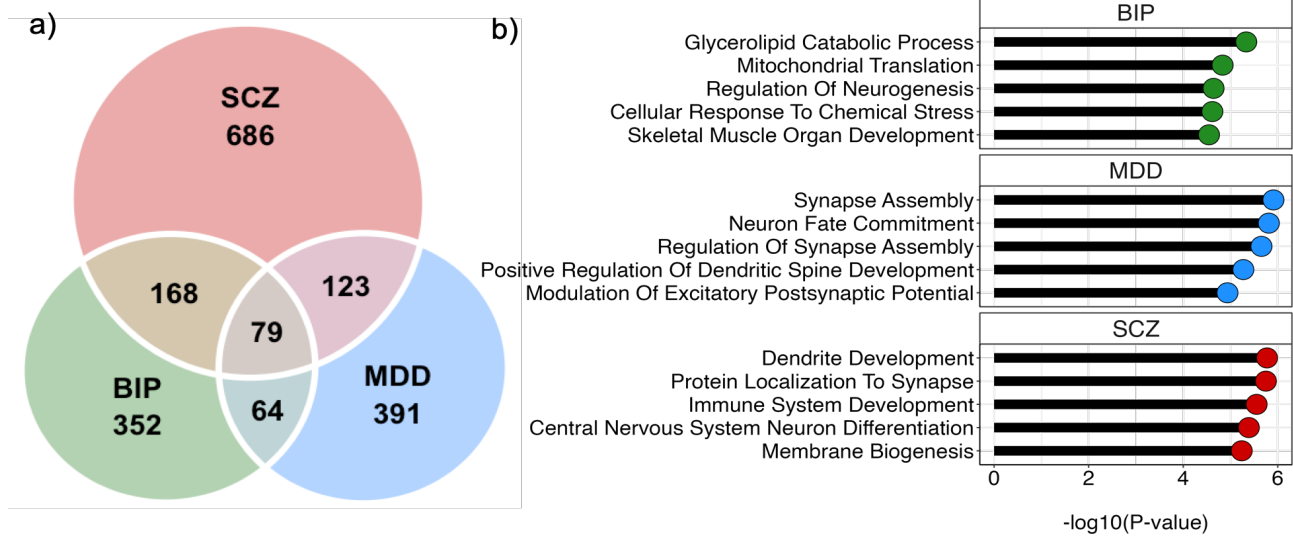 a)
SCZ
686
168
123
79
BIP
352
MDD
391
64
b)
BIP
Glycerolipid Catabolic Process
Mitochondrial Translation
Regulation Of Neurogenesis
Cellular Response To Chemical Stress
Skeletal Muscle Organ Development
MDD
Synapse Assembly
Neuron Fate Commitment
Regulation Of Synapse Assembly
Positive Regulation Of Dendritic Spine Development
Modulation Of Excitatory Postsynaptic Potential
SCZ
Dendrite Development
Protein Localization To Synapse
Immune System Development
Central Nervous System Neuron Differentiation
Membrane Biogenesis
0 2 4 6
-log10(P-value)